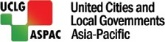 UCLG
ASPAC
United Cities and
Local Governments
Asia-Pacific